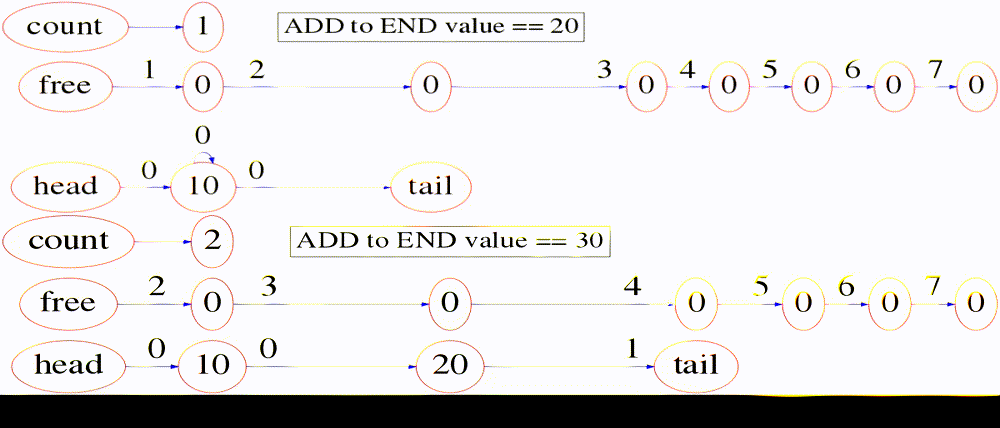 count 1 ADD to END value == 20
free 1 0 2 0 3 0 4 0 5 0 6 0 7 0
0
head 0 10 0 tail
count 2 ADD to END value == 30
free 2 0 3 0 4 0 5 0 6 0 7 0
head 0 10 0 20 1 tail